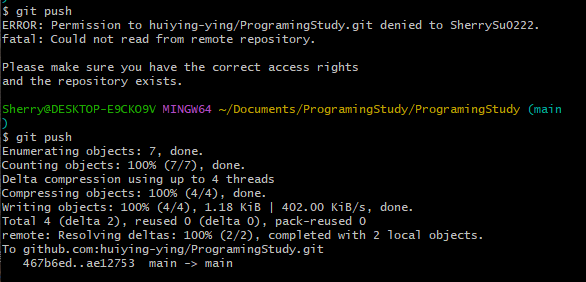 $ git push
ERROR: Permission to huiying-ying/ProgramingStudy.git denied to SherrySu0222.
fatal: Could not read from remote repository.
Please make sure you have the correct access rights
and the repository exists.
Sherry@DESKTOP-E9CKO9V MINGW64 ~/Documents/ProgramingStudy/ProgramingStudy (main
)
$ git push
Enumerating objects: 7, done.
Counting objects: 100% (7/7), done.
Delta compression using up to 4 threads
Compressing objects: 100% (4/4), done.
Writing objects: 100% (4/4), 1.18 KiB | 402.00 KiB/s, done.
Total 4 (delta 2), reused 0 (delta 0), pack-reused 0
remote: Resolving deltas: 100% (2/2), completed with 2 local objects.
To github.com:huiying-ying/ProgramingStudy.git
467b6ed..ae12753 main -> main